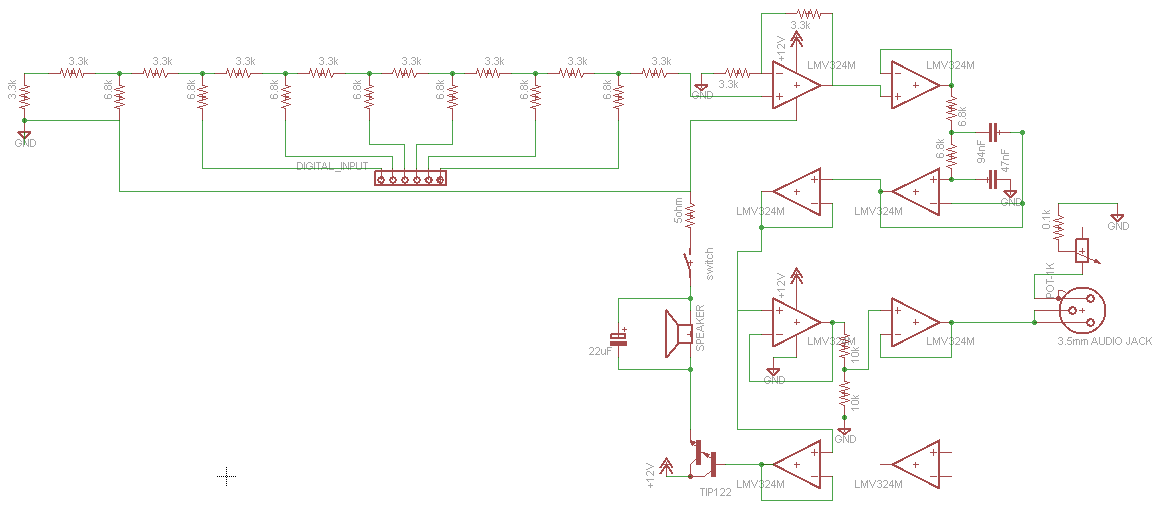 3.3k
3.3k
3.3k
3.3k
3.3k
3.3k
3.3k
3.3k
3.3k
6.8k
6.8k
6.8k
6.8k
6.8k
6.8k
6.8k
GND
DIGITAL_INPUT
3.3k
+12V
LMV324M
GND
3.3k
LMV324M
6.8k
6.8k
94nF
47nF
GND
LMV324M
LMV324M
5ohm
switch
SPEAKER
22uF
+12V
TIP122
+12V
LMV324M
GND
10k
10k
GND
LMV324M
0.1k
GND
POT-1K
3.5mm AUDIO JACK
LMV324M
LMV324M